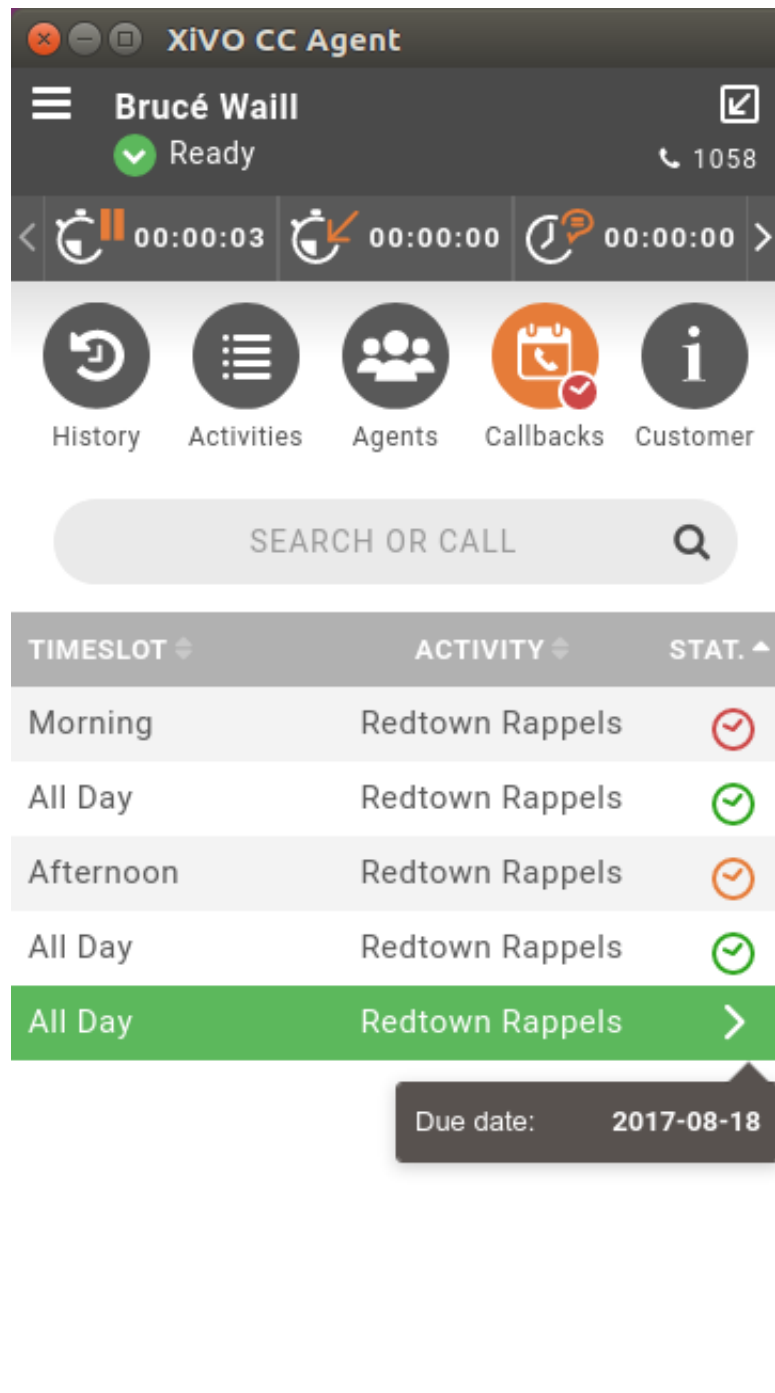 XiVO CC Agent
Brucé Waill
Ready
1058
00:00:03 00:00:00 00:00:00
History Activities Agents Callbacks Customer
SEARCH OR CALL
TIMESLOT ACTIVITY STAT.
Morning Redtown Rappels
All Day Redtown Rappels
Afternoon Redtown Rappels
All Day Redtown Rappels
All Day Redtown Rappels
Due date: 2017-08-18